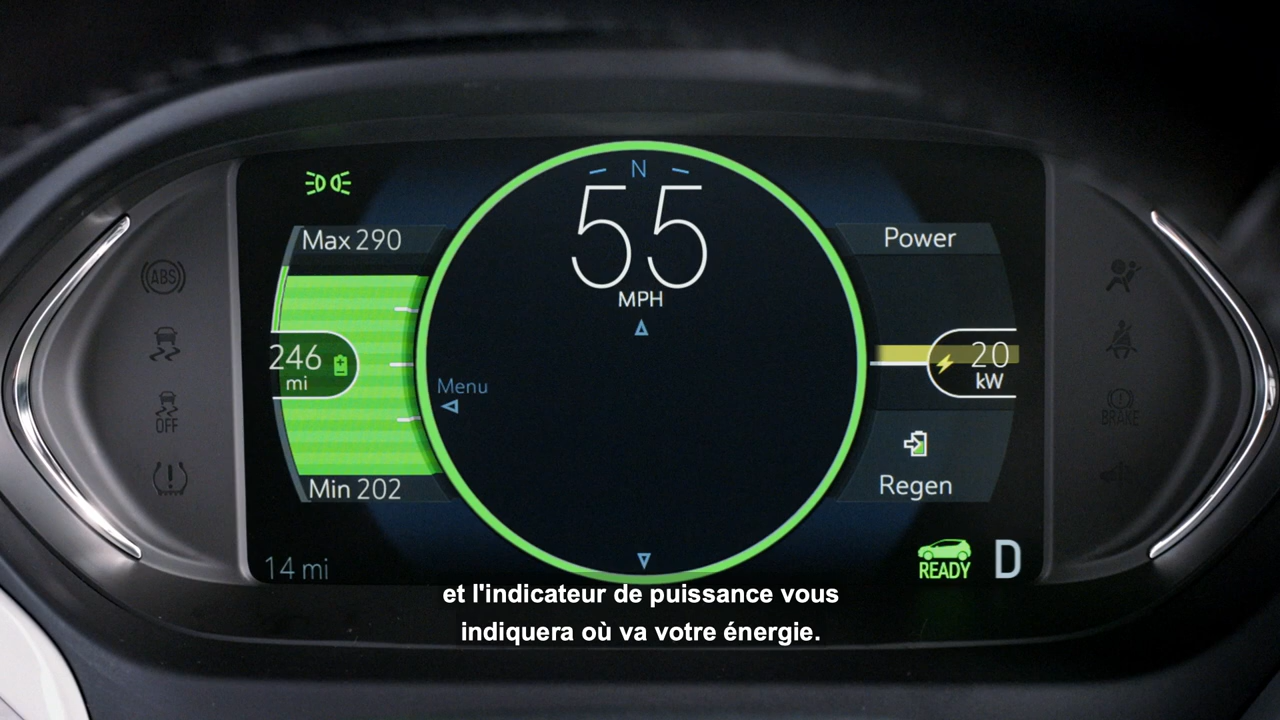 N
55
MPH
Max 290
Power
ABS
246
mi
20
kW
Menu
OFF
BRAKE
Min 202
Regen
14 mi
READY
D
et l'indicateur de puissance vous
indiquera où va votre énergie.